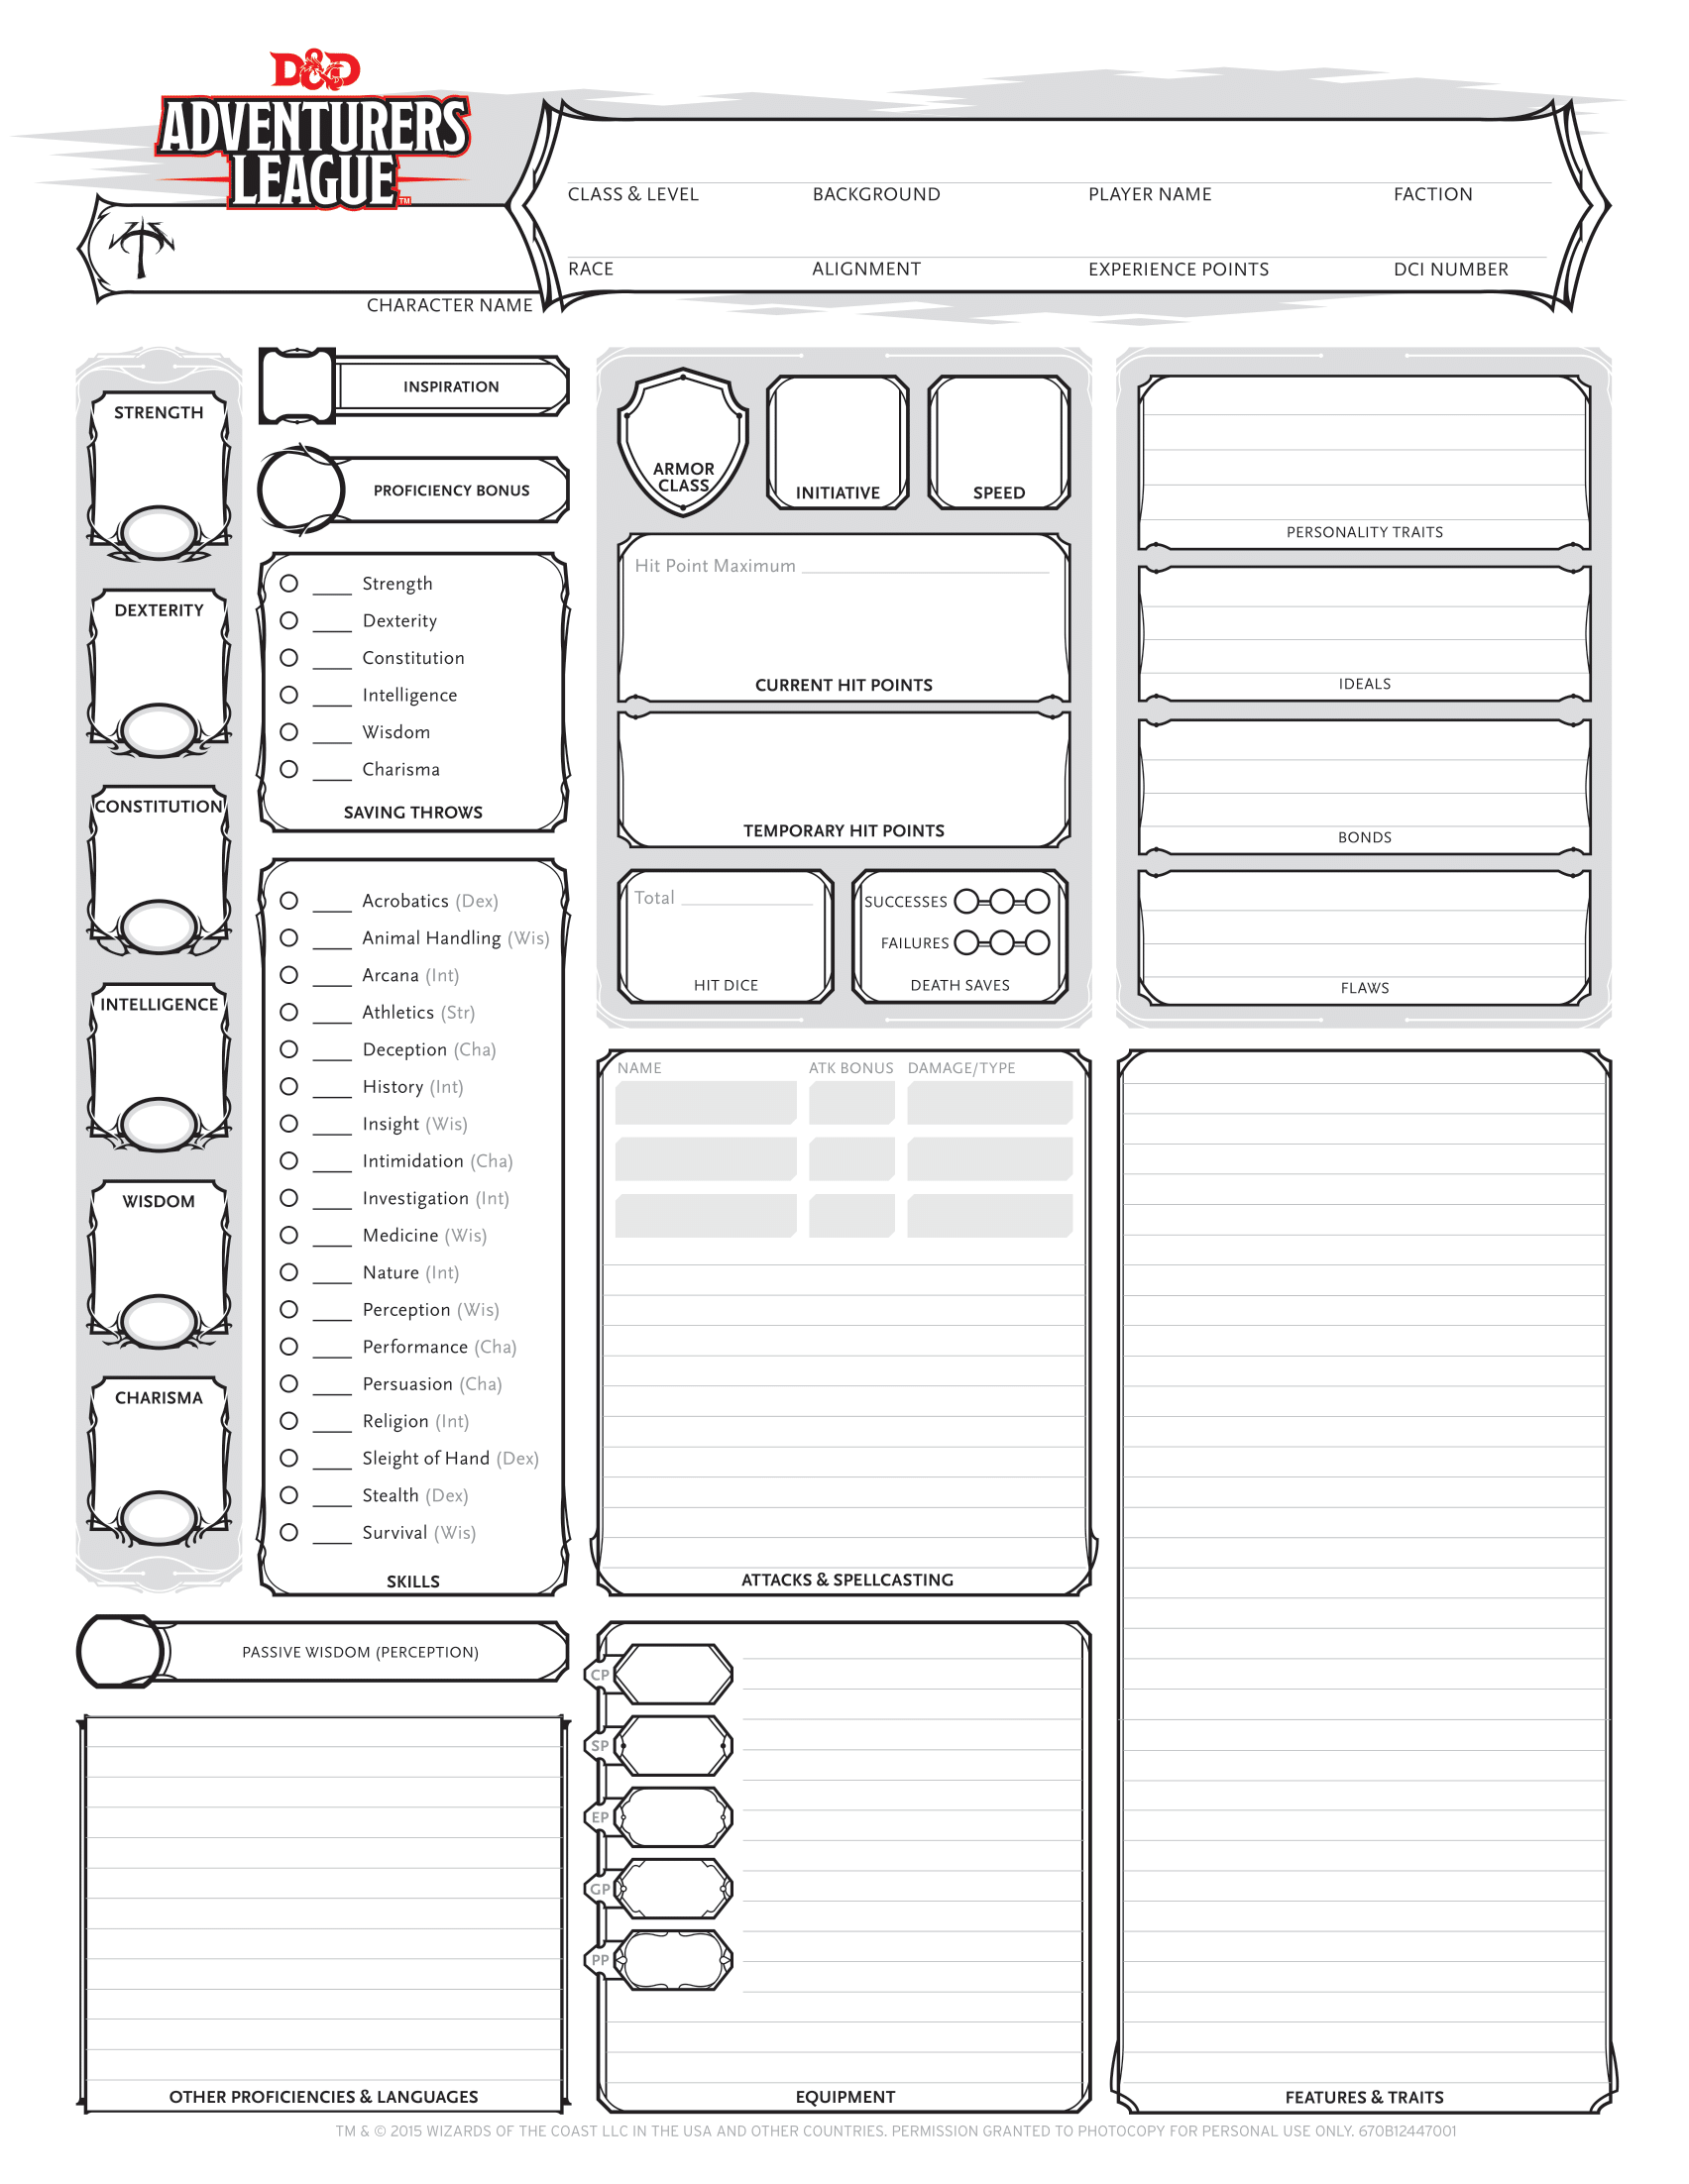 D&D
ADVENTURERS
LEAGUE™
CLASS & LEVEL BACKGROUND PLAYER NAME FACTION
RACE ALIGNMENT EXPERIENCE POINTS DCI NUMBER
CHARACTER NAME
STRENGTH
DEXTERITY
CONSTITUTION
INTELLIGENCE
WISDOM
CHARISMA
INSPIRATION
PROFICIENCY BONUS
Strength
Dexterity
Constitution
Intelligence
Wisdom
Charisma
SAVING THROWS
Acrobatics (Dex)
Animal Handling (Wis)
Arcana (Int)
Athletics (Str)
Deception (Cha)
History (Int)
Insight (Wis)
Intimidation (Cha)
Investigation (Int)
Medicine (Wis)
Nature (Int)
Perception (Wis)
Performance (Cha)
Persuasion (Cha)
Religion (Int)
Sleight of Hand (Dex)
Stealth (Dex)
Survival (Wis)
SKILLS
PASSIVE WISDOM (PERCEPTION)
OTHER PROFICIENCIES & LANGUAGES
ARMOR
CLASS
INITIATIVE
SPEED
Hit Point Maximum
CURRENT HIT POINTS
TEMPORARY HIT POINTS
Total
HIT DICE
SUCCESSES
FAILURES
DEATH SAVES
NAME ATK BONUS DAMAGE/TYPE
ATTACKS & SPELLCASTING
CP
SP
EP
GP
PP
EQUIPMENT
PERSONALITY TRAITS
IDEALS
BONDS
FLAWS
FEATURES & TRAITS
TM & © 2015 WIZARDS OF THE COAST LLC IN THE USA AND OTHER COUNTRIES. PERMISSION GRANTED TO PHOTOCOPY FOR PERSONAL USE ONLY. 670B12447001